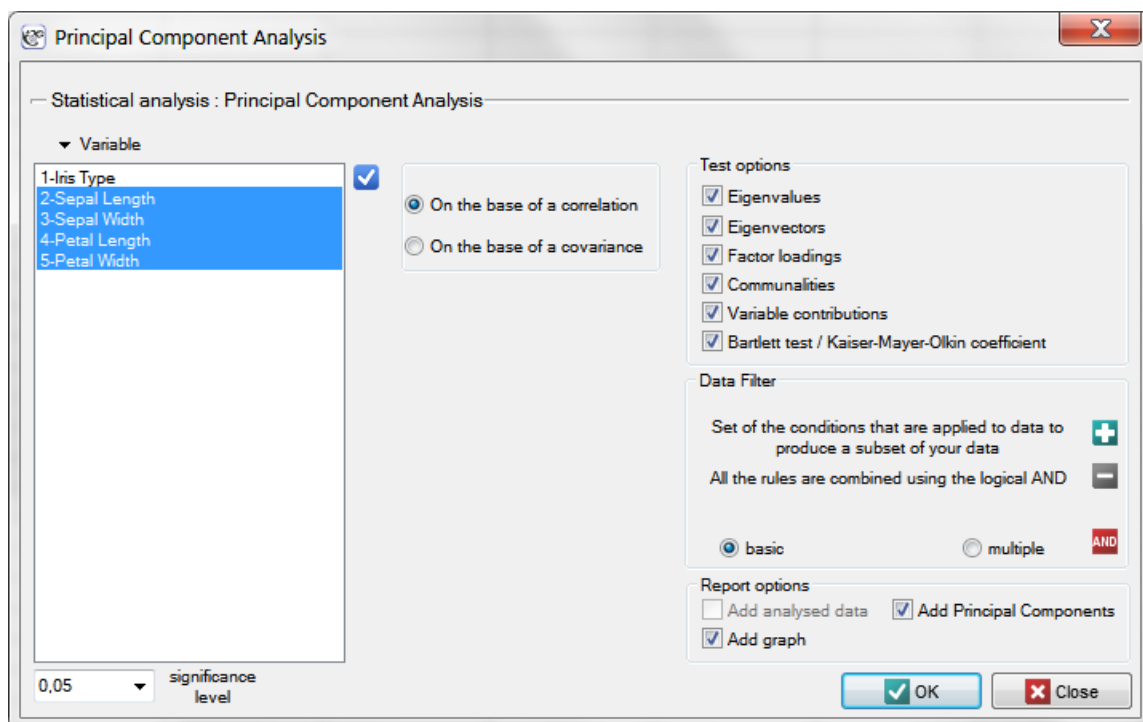 Principal Component Analysis
Statistical analysis : Principal Component Analysis
Variable
1-Iris Type
2-Sepal Length
3-Sepal Width
4-Petal Length
5-Petal Width
On the base of a correlation
On the base of a covariance
Test options
Eigenvalues
Eigenvectors
Factor loadings
Communalities
Variable contributions
Bartlett test / Kaiser-Mayer-Olkin coefficient
Data Filter
Set of the conditions that are applied to data to
produce a subset of your data
All the rules are combined using the logical AND
basic
multiple
AND
Report options
Add analysed data
Add Principal Components
Add graph
0,05
significance
level
OK
Close